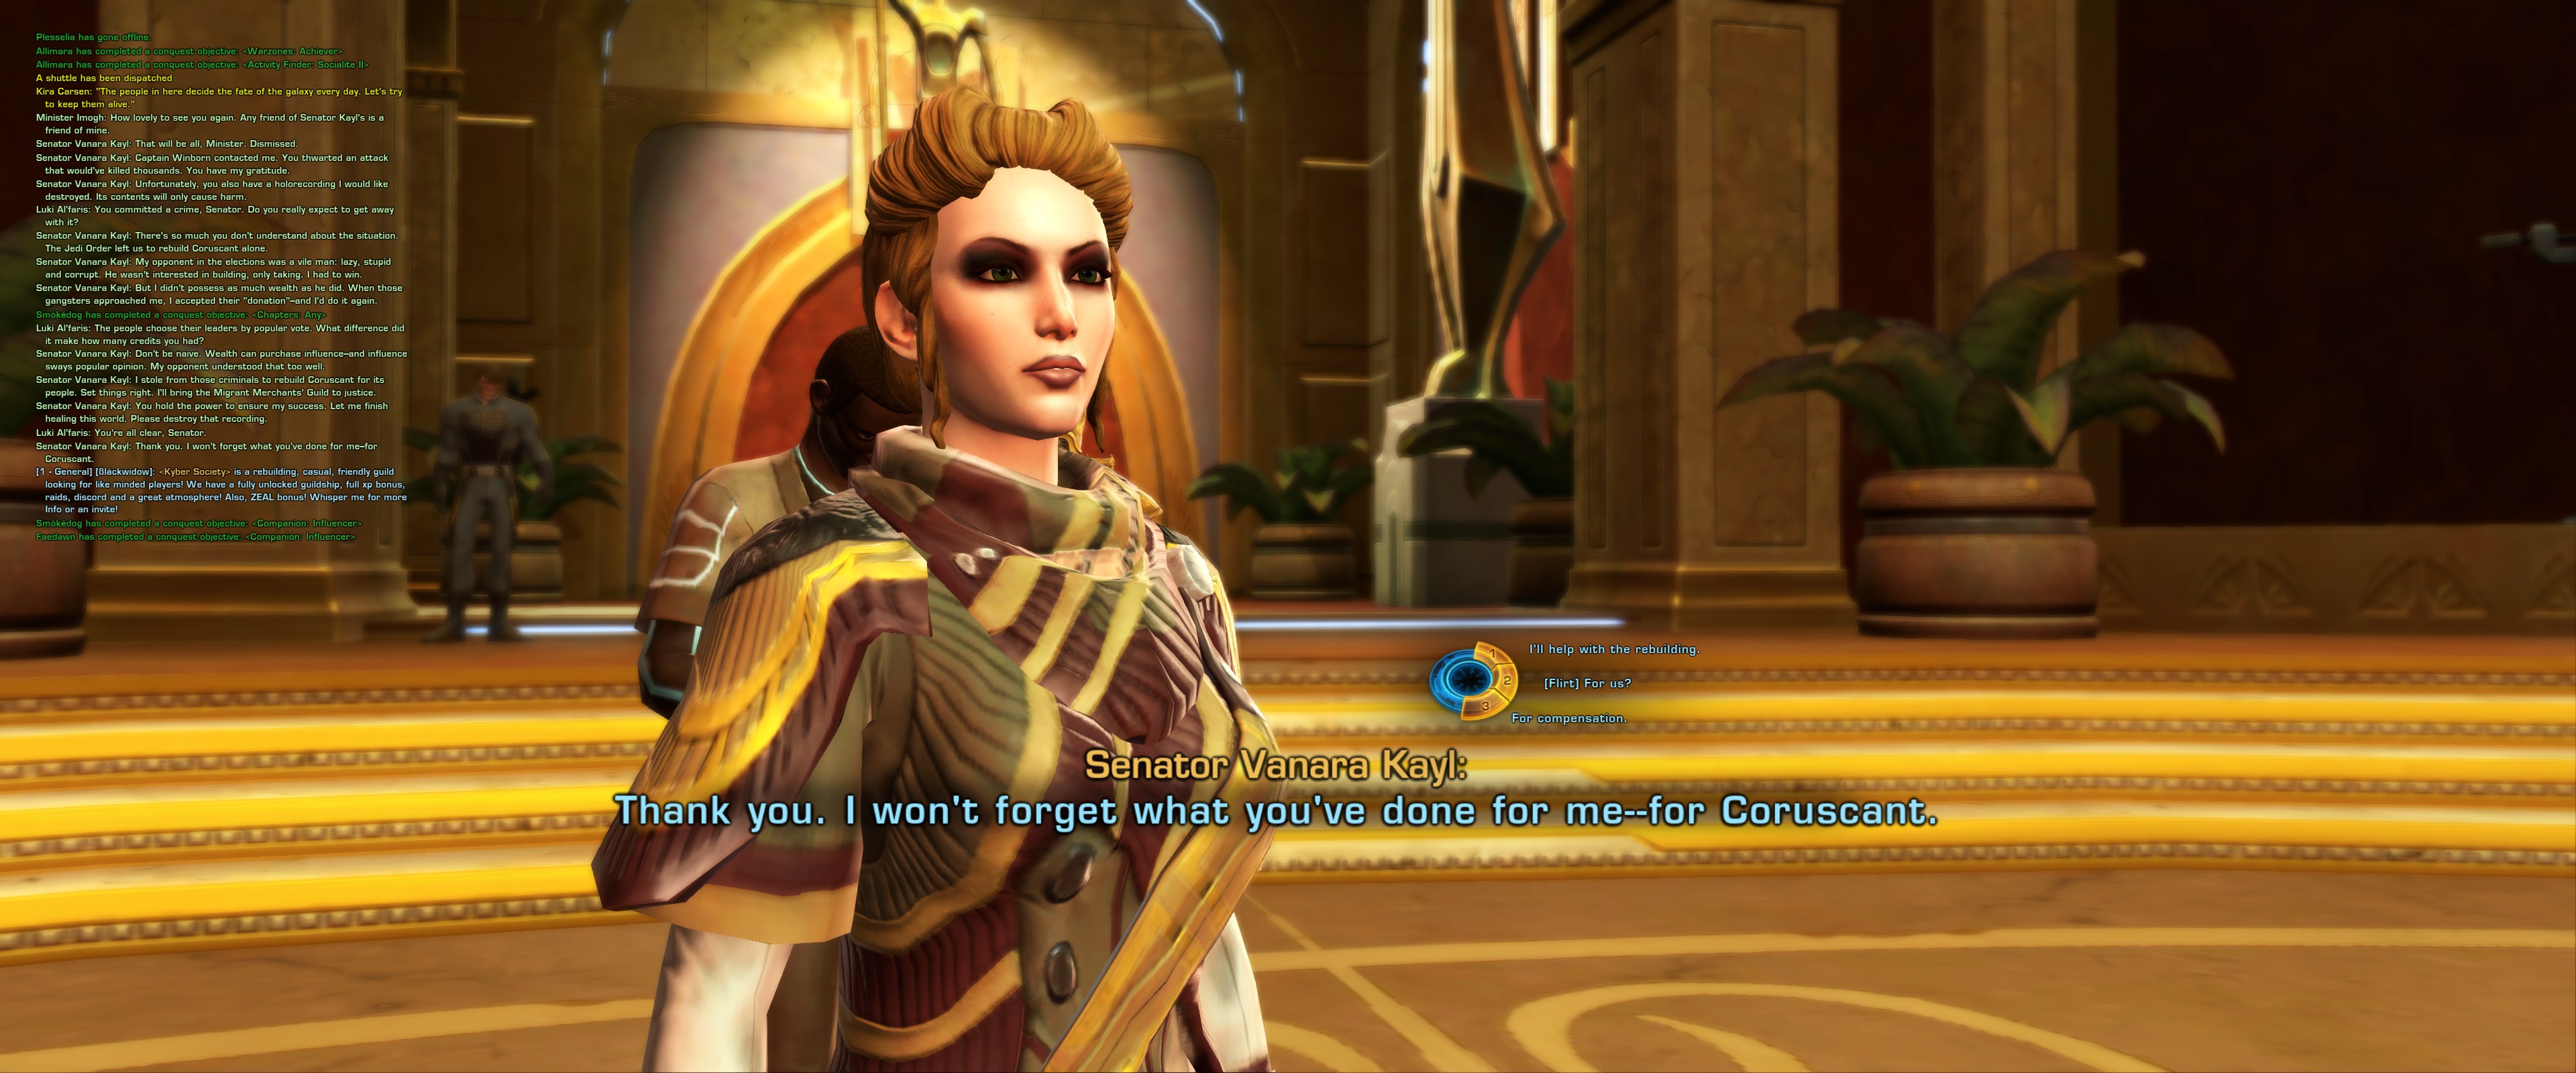 Plesselia has gone offline.
Allimara has completed a conquest objective: <Warzones: Achiever>
Allimara has completed a conquest objective: <Activity Finder: Socialite II>
A shuttle has been dispatched
Kira Carsen: "The people in here decide the fate of the galaxy every day. Let's try
to keep them alive."
Minister Imogh: How lovely to see you again. Any friend of Senator Kayl's is a
friend of mine.
Senator Vanara Kayl: That will be all, Minister. Dismissed.
Senator Vanara Kayl: Captain Winborn contacted me. You thwarted an attack
that would've killed thousands. You have my gratitude.
Senator Vanara Kayl: Unfortunately, you also have a holorecording I would like
destroyed. Its contents will only cause harm.
Luki Al'faris: You committed a crime, Senator. Do you really expect to get away
with it?
Senator Vanara Kayl: There's so much you don't understand about the situation.
The Jedi Order left us to rebuild Coruscant alone.
Senator Vanara Kayl: My opponent in the elections was a vile man: lazy, stupid
and corrupt. He wasn't interested in building, only taking. I had to win.
Senator Vanara Kayl: But I didn't possess as much wealth as he did. When those
gangsters approached me, I accepted their "donation"--and I'd do it again.
Smókèdog has completed a conquest objective: <Chapters: Any>
Luki Al'faris: The people choose their leaders by popular vote. What difference did
it make how many credits you had?
Senator Vanara Kayl: Don't be naive. Wealth can purchase influence--and influence
sways popular opinion. My opponent understood that too well.
Senator Vanara Kayl: I stole from those criminals to rebuild Coruscant for its
people. Set things right. I'll bring the Migrant Merchants' Guild to justice.
Senator Vanara Kayl: You hold the power to ensure my success. Let me finish
healing this world. Please destroy that recording.
Luki Al'faris: You're all clear, Senator.
Senator Vanara Kayl: Thank you. I won't forget what you've done for me--for
Coruscant.
[1 - General] [ßläckwidow]: <Kyber Society> is a rebuilding, casual, friendly guild
looking for like minded players! We have a fully unlocked guildship, full xp bonus,
raids, discord and a great atmosphere! Also, ZEAL bonus! Whisper me for more
Info or an invite!
Smókèdog has completed a conquest objective: <Companion: Influencer>
Faedawn has completed a conquest objective: <Companion: Influencer>
1
I'll help with the rebuilding.
2
[Flirt] For us?
3
For compensation.
Senator Vanara Kayl:
Thank you. I won't forget what you've done for me--for Coruscant.